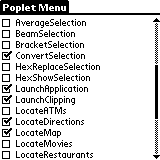 Poplet Menu
AverageSelection
BeamSelection
BracketSelection
ConvertSelection
HexReplaceSelection
HexShowSelection
LaunchApplication
LaunchClipping
LocateATMs
LocateDirections
LocateMap
LocateMovies
LocateRestaurants